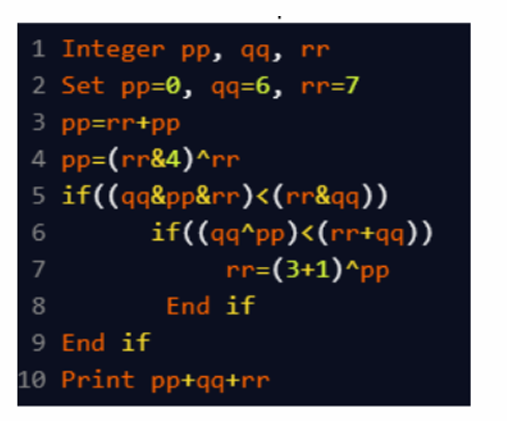 1 Integer pp, qq, rr
2 Set pp=0, qq=6, rr=7
3 pp=rr+pp
4 pp=(rr&4)^rr
5 if((qq&pp&rr)<(rr&qq))
6 if((qq^pp)<(rr+qq))
7 rr=(3+1)^pp
8 End if
9 End if
10 Print pp+qq+rr